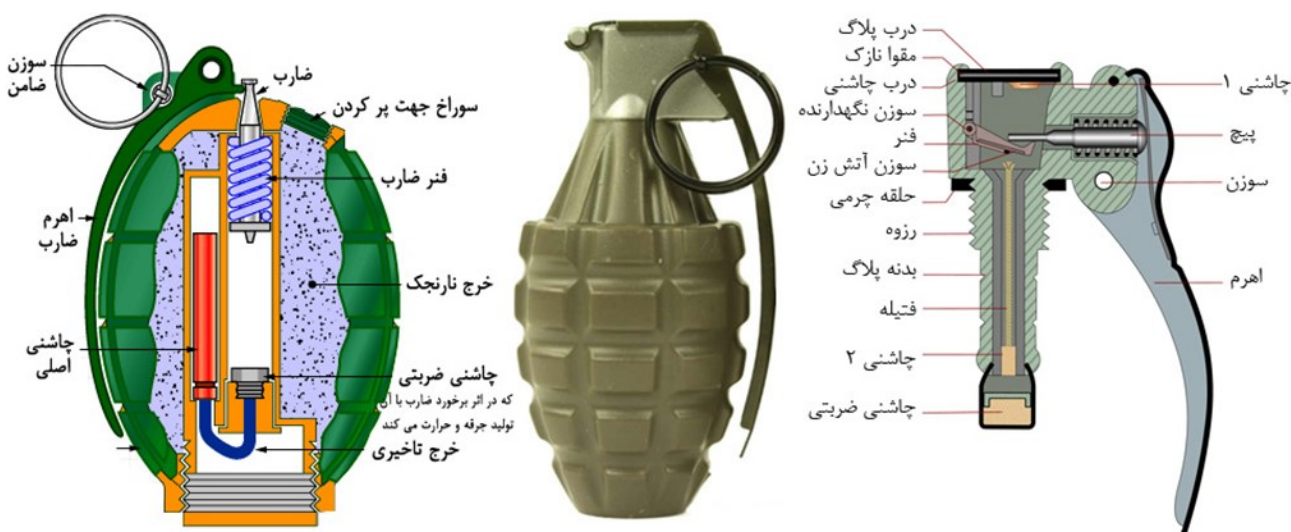 سوزن
ضامن
ضارب
سوراخ جهت پر کردن
فنر ضارب
اهرم
ضارب
خرج نارنجک
چاشنی
اصلی
چاشنی ضربتی
که در اثر برخورد ضارب با آن
تولید جرقه و حرارت می کند
خرج تاخیری
درب پلاگ
مقوا نازک
درب چاشنی
سوزن نگهدارنده
فنر
سوزن آتش زن
حلقه چرمی
رزوه
بدنه پلاگ
فتیله
چاشنی ۲
چاشنی ضربتی
چاشنی ۱
پیچ
سوزن
اهرم